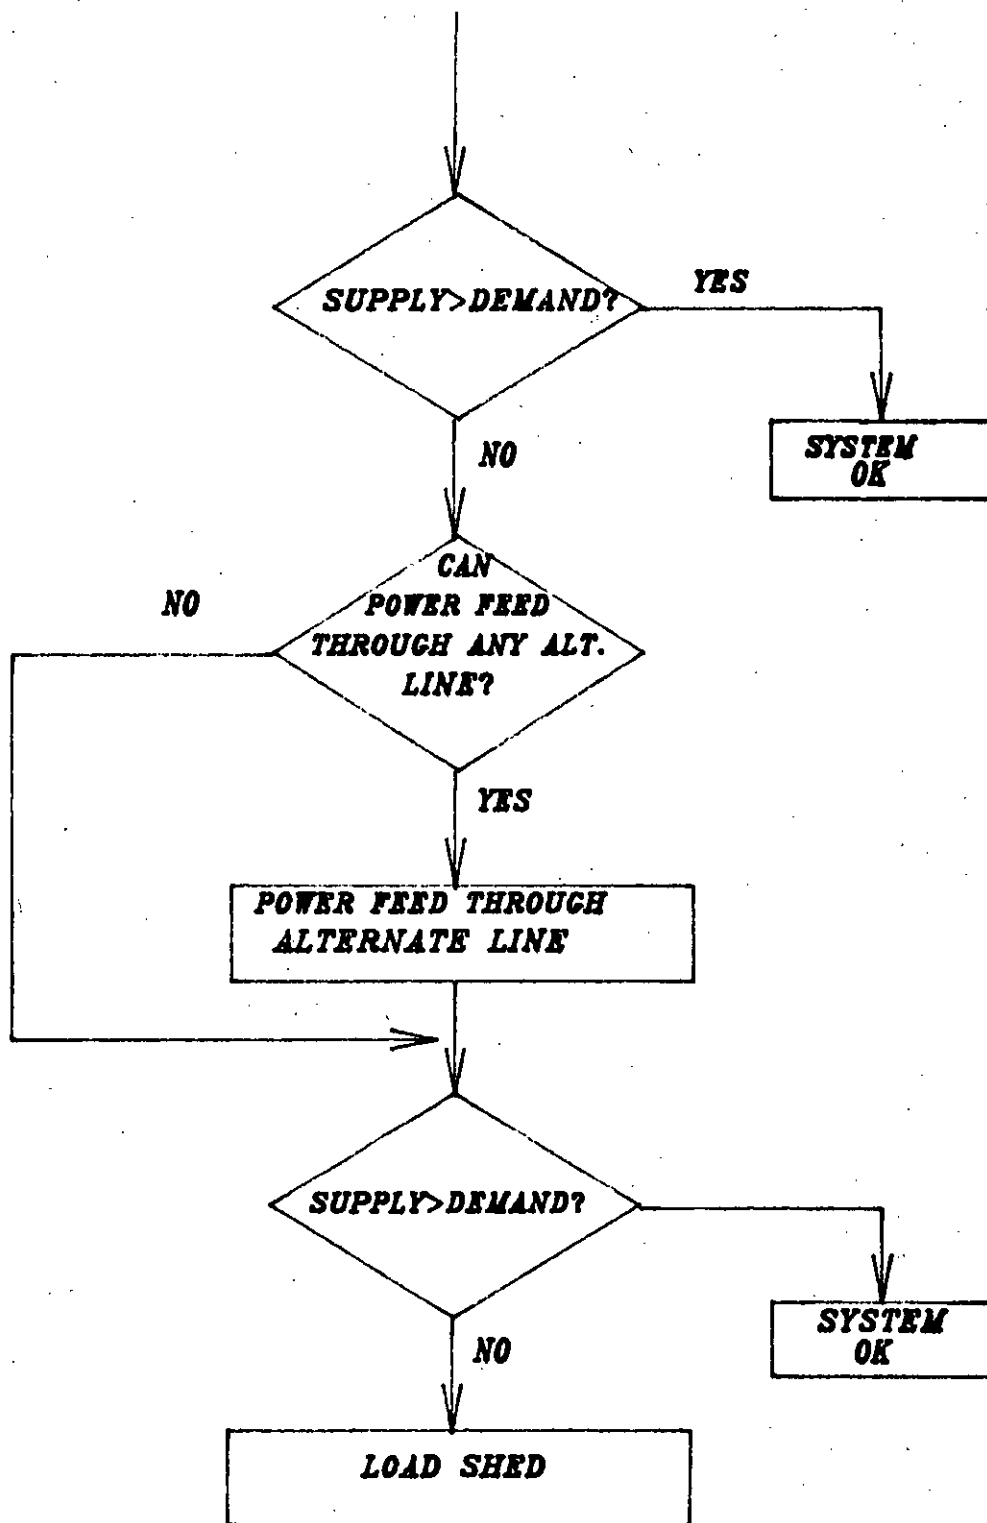 SUPPLY>DEMAND?
YES
SYSTEM
OK
NO
CAN
POWER FEED
THROUGH ANY ALT.
LINE?
NO
YES
POWER FEED THROUGH
ALTERNATE LINE
SUPPLY>DEMAND?
SYSTEM
OK
NO
LOAD SHED